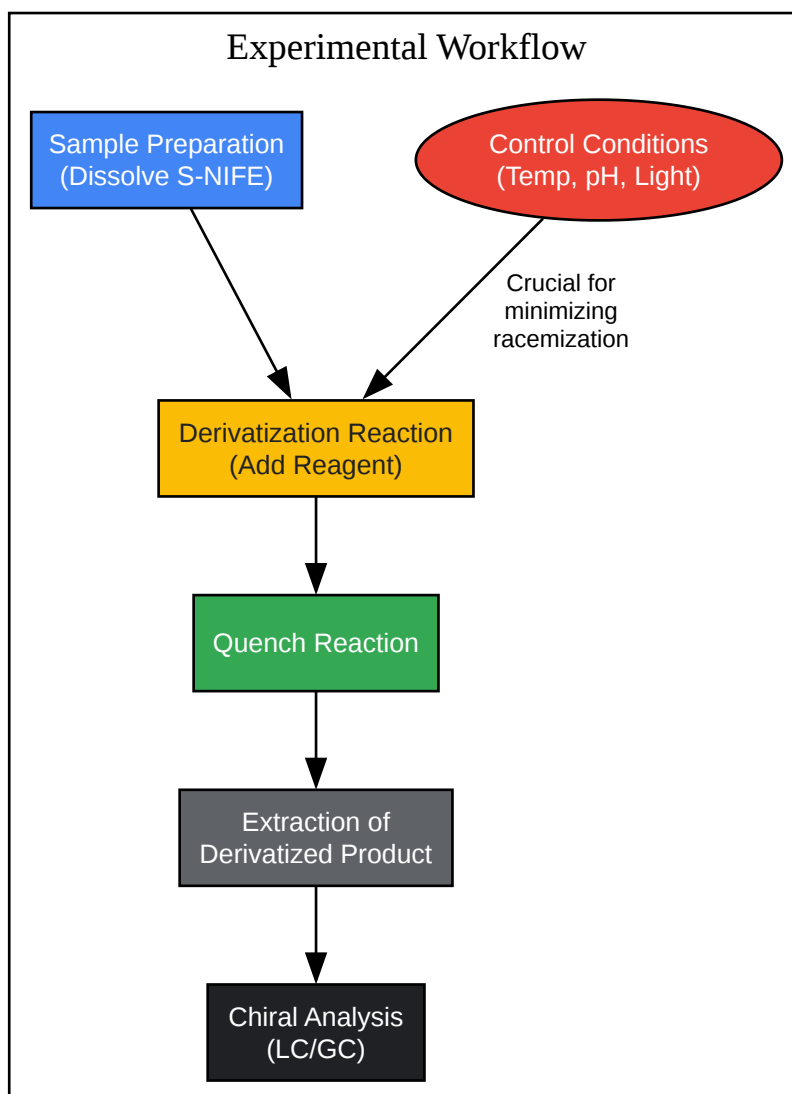 Experimental Workflow
Sample Preparation
(Dissolve S-NIFE)
Control Conditions
(Temp, pH, Light)
Crucial for
minimizing
racemization
Derivatization Reaction
(Add Reagent)
Quench Reaction
Extraction of
Derivatized Product
Chiral Analysis
(LC/GC)